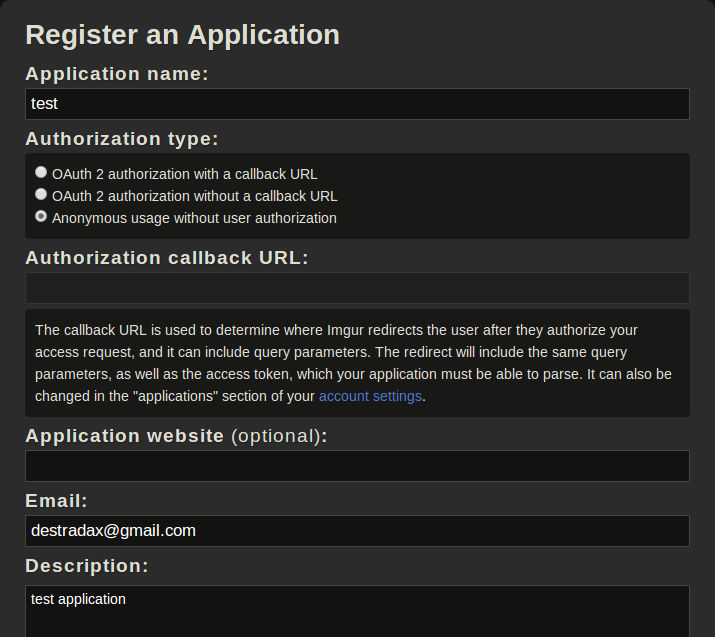 Register an Application
Application name:
test
Authorization type:
OAuth 2 authorization with a callback URL
OAuth 2 authorization without a callback URL
Anonymous usage without user authorization
Authorization callback URL:
The callback URL is used to determine where Imgur redirects the user after they authorize your
access request, and it can include query parameters. The redirect will include the same query
parameters, as well as the access token, which your application must be able to parse. It can also be
changed in the "applications" section of your account settings.
Application website (optional):
Email:
destradax@gmail.com
Description:
test application